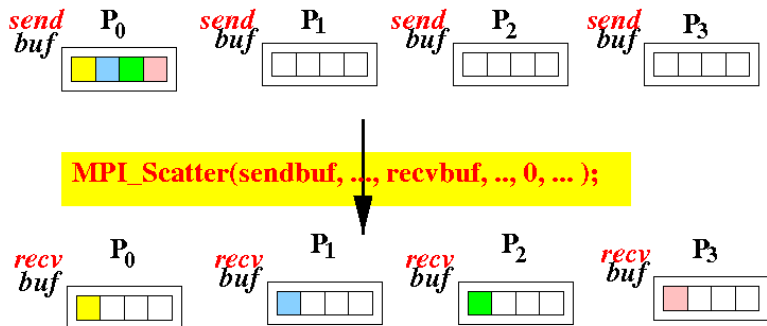 send buf P0 send buf P1 send buf P2 send buf P3
MPI_Scatter(sendbuf, ..., recvbuf, .., 0, ... );
recv buf P0 recv buf P1 recv buf P2 recv buf P3